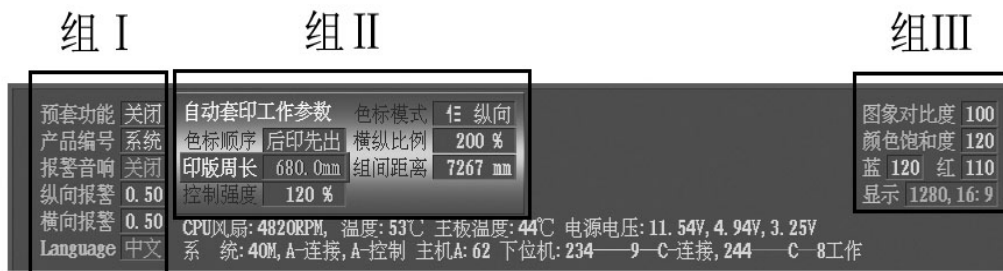 组 I
组 II
组III
预套功能 关闭
产品编号 系统
报警音响 关闭
纵向报警 0.50
横向报警 0.50
Language 中文
自动套印工作参数 色标模式 纵向
色标顺序 后印先出 横纵比例 200 %
印版周长 680.0mm 组间距离 7267 mm
控制强度 120 %
CPU风扇:4820RPM, 温度:53℃ 主板温度:44℃ 电源电压:11.54V,4.94V,3.25V
系 统:40M,A-连接,A-控制 主机A:62 下位机:234——9—C-连接,244——C—8工作
图象对比度 100
颜色饱和度 120
蓝 120 红 110
显示 1280,16:9